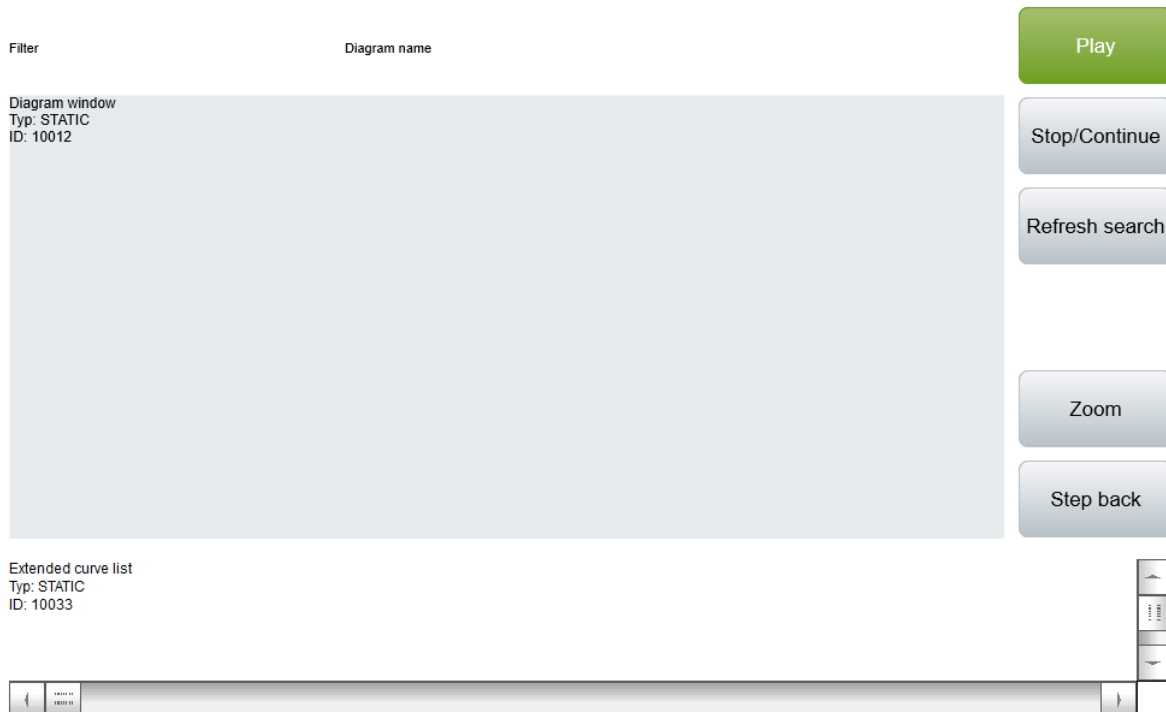 Filter
Diagram name
Play
Diagram window
Typ: STATIC
ID: 10012
Stop/Continue
Refresh search
Zoom
Step back
Extended curve list
Typ: STATIC
ID: 10033